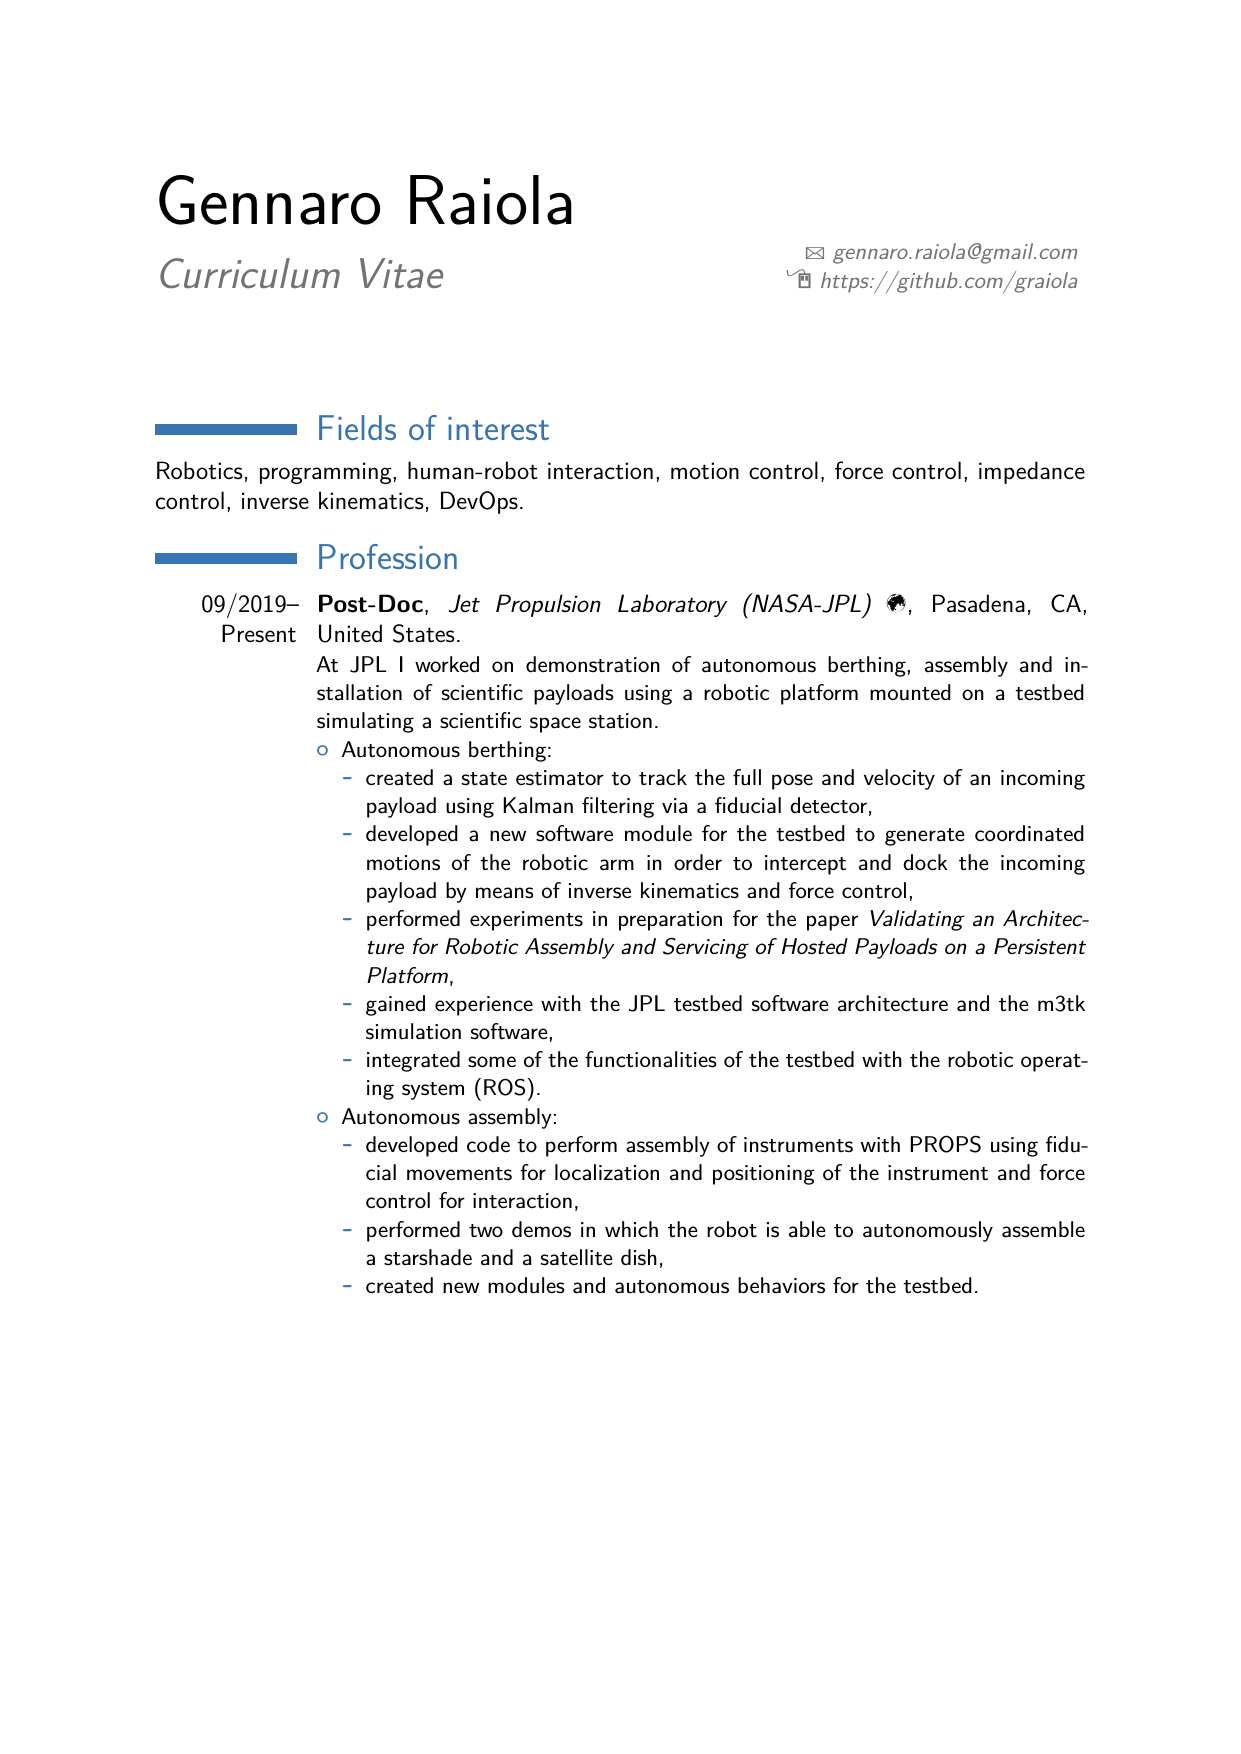 Gennaro Raiola
Curriculum Vitae
gennaro.raiola@gmail.com
https://github.com/graiola
Fields of interest
Robotics, programming, human-robot interaction, motion control, force control, impedance
control, inverse kinematics, DevOps.
Profession
09/2019– Post-Doc, Jet Propulsion Laboratory (NASA-JPL) , Pasadena, CA,
Present United States.
At JPL I worked on demonstration of autonomous berthing, assembly and in-
stallation of scientific payloads using a robotic platform mounted on a testbed
simulating a scientific space station.
○ Autonomous berthing:
– created a state estimator to track the full pose and velocity of an incoming
payload using Kalman filtering via a fiducial detector,
– developed a new software module for the testbed to generate coordinated
motions of the robotic arm in order to intercept and dock the incoming
payload by means of inverse kinematics and force control,
– performed experiments in preparation for the paper Validating an Architec-
ture for Robotic Assembly and Servicing of Hosted Payloads on a Persistent
Platform,
– gained experience with the JPL testbed software architecture and the m3tk
simulation software,
– integrated some of the functionalities of the testbed with the robotic operat-
ing system (ROS).
○ Autonomous assembly:
– developed code to perform assembly of instruments with PROPS using fidu-
cial movements for localization and positioning of the instrument and force
control for interaction,
– performed two demos in which the robot is able to autonomously assemble
a starshade and a satellite dish,
– created new modules and autonomous behaviors for the testbed.